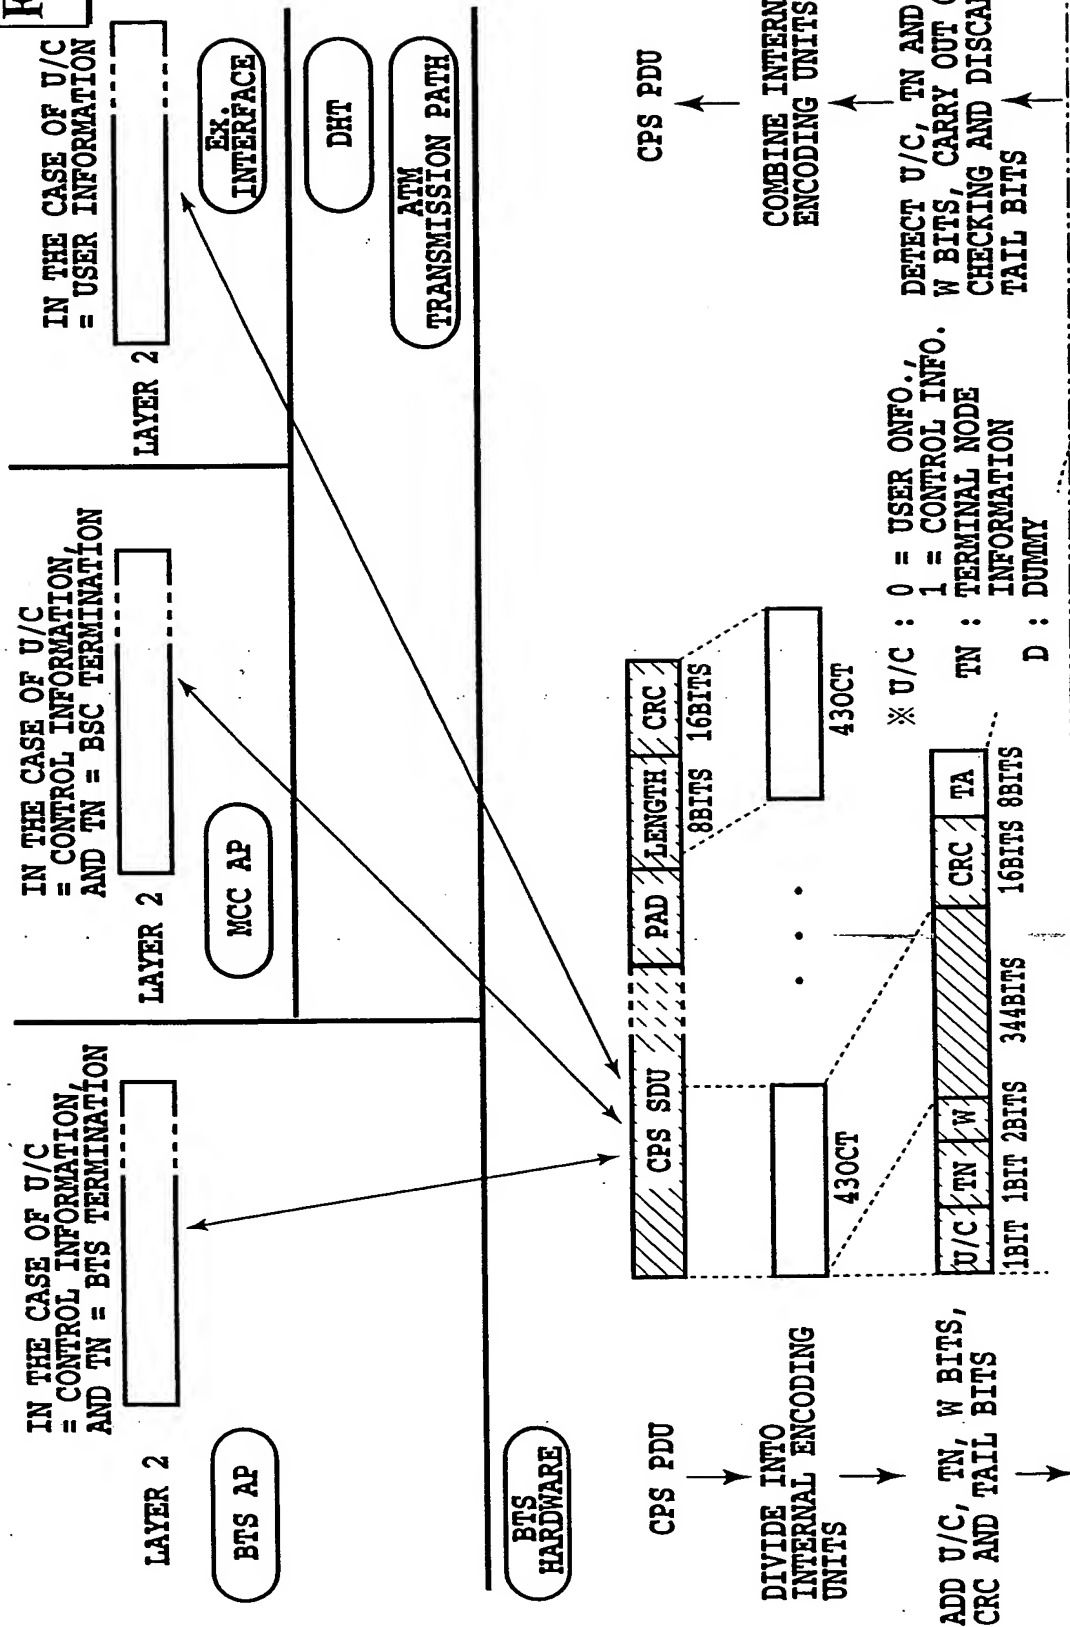 IN THE CASE OF U/C
= CONTROL INFORMATION,
AND TN = BTS TERMINATION
LAYER 2
BTS AP
IN THE CASE OF U/C
= CONTROL INFORMATION,
AND TN = BSC TERMINATION
LAYER 2
MCC AP
IN THE CASE OF U/C
= USER INFORMATION
LAYER 2
Ex.
INTERFACE
DHT
ATM
TRANSMISSION PATH
BTS
HARDWARE
CPS PDU
DIVIDE INTO
INTERNAL ENCODING
UNITS
ADD U/C, TN, W BITS,
CRC AND TAIL BITS
CPS SDU
PAD
LENGTH
CRC
8BITS
16BITS
43OCT
43OCT
U/C
TN
W
CRC
TA
1BIT
1BIT
2BITS
344BITS
16BITS
8BITS
※ U/C : 0 = USER ONFO.,
1 = CONTROL INFO.
TN : TERMINAL NODE
INFORMATION
D : DUMMY
CPS PDU
COMBINE INTERN
ENCODING UNITS
DETECT U/C, TN AND
W BITS, CARRY OUT
CHECKING AND DISCA
TAIL BITS